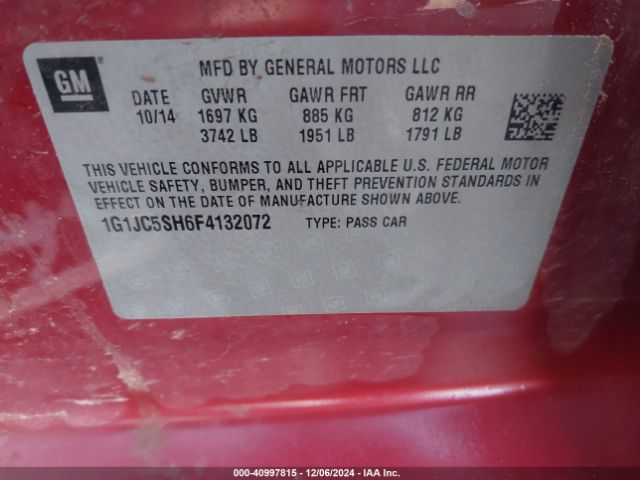 GM ®
MFD BY GENERAL MOTORS LLC
DATE GVWR GAWR FRT GAWR RR
10/14 1697 KG 885 KG 812 KG
3742 LB 1951 LB 1791 LB
THIS VEHICLE CONFORMS TO ALL APPLICABLE U.S. FEDERAL MOTOR
VEHICLE SAFETY, BUMPER, AND THEFT PREVENTION STANDARDS IN
EFFECT ON THE DATE OF MANUFACTURE SHOWN ABOVE.
1G1JC5SH6F4132072 TYPE: PASS CAR
000-40997815 - 12/06/2024 - IAA Inc.